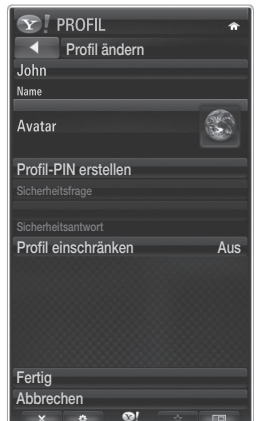 Y! PROFIL
Profil ändern
John
Name
Avatar
Profil-PIN erstellen
Sicherheitsfrage
Sicherheitsantwort
Profil einschränken Aus
Fertig
Abbrechen
Y!